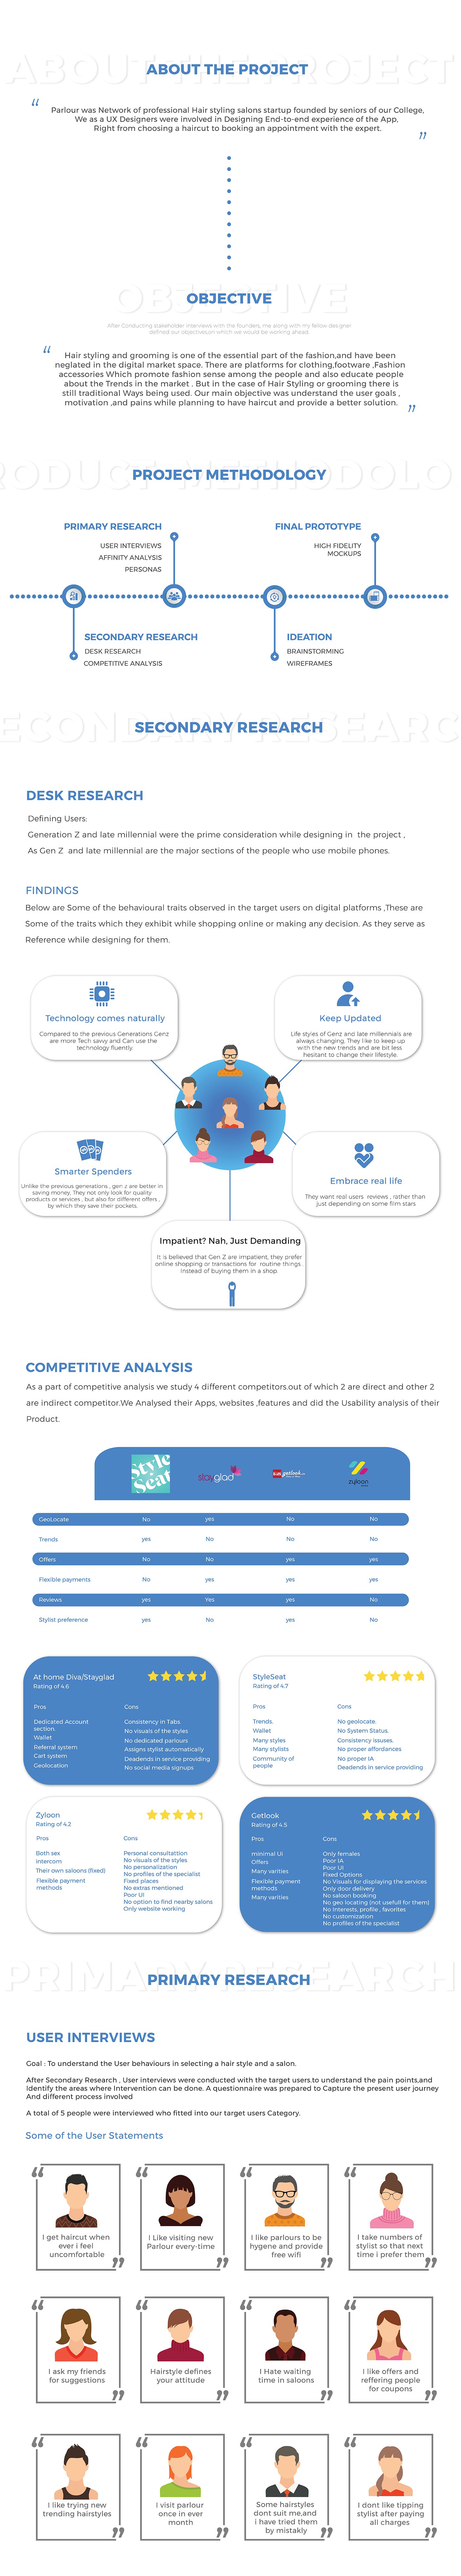 ABOUT THE PROJECT
ABOUT THE PROJECT
Parlour was Network of professional Hair styling salons startup founded by seniors of our College,
We as a UX Designers were involved in Designing End-to-end experience of the App,
Right from choosing a haircut to booking an appointment with the expert.
OBJECTIVE
OBJECTIVE
After Conducting stakeholder Interviews with the founders, me along with my fellow designer
defined our objectives,on which we would be working ahead.
Hair styling and grooming is one of the essential part of the fashion,and have been
neglated in the digital market space. There are platforms for clothing,footware ,Fashion
accessories Which promote fashion sense among the people and also educate people
about the Trends in the market . But in the case of Hair Styling or grooming there is
still traditional Ways being used. Our main objective was understand the user goals ,
motivation ,and pains while planning to have haircut and provide a better solution.
PROJECT METHODOLOGY
PRIMARY RESEARCH
USER INTERVIEWS
AFFINITY ANALYSIS
PERSONAS
FINAL PROTOTYPE
HIGH FIDELITY
MOCKUPS
SECONDARY RESEARCH
DESK RESEARCH
COMPETITIVE ANALYSIS
IDEATION
BRAINSTORMING
WIREFRAMES
SECONDARY RESEARCH
DESK RESEARCH
Defining Users:
Generation Z and late millennial were the prime consideration while designing in the project ,
As Gen Z and late millennial are the major sections of the people who use mobile phones.
FINDINGS
Below are Some of the behavioural traits observed in the target users on digital platforms ,These are
Some of the traits which they exhibit while shopping online or making any decision. As they serve as
Reference while designing for them.
Technology comes naturally
Compared to the previous Generations Genz
are more Tech savvy and Can use the
technology fluently.
Keep Updated
Life styles of Genz and late millennials are
always changing. They like to keep up
with the new trends and are bit less
hesitant to change their lifestyle.
Smarter Spenders
Unlike the previous generations , gen z are better in
saving money. They not only look for quality
products or services , but also for different offers ,
by which they save their pockets.
Embrace real life
They want real users reviews , rather than
just depending on some film stars
Impatient? Nah, Just Demanding
It is believed that Gen Z are impatient, they prefer
online shopping or transactions for routine things .
Instead of buying them in a shop.
COMPETITIVE ANALYSIS
As a part of competitive analysis we study 4 different competitors.out of which 2 are direct and other 2
are indirect competitor.We Analysed their Apps, websites ,features and did the Usability analysis of their
Product.
Style Seat
stayglad
getlook
zyloon
GeoLocate No yes No No
Trends yes No No No
Offers No No yes yes
Flexible payments No yes yes yes
Reviews yes Yes yes No
Stylist preference yes No yes No
At home Diva/Stayglad
Rating of 4.6
Pros
Dedicated Account
section.
Wallet
Referral system
Cart system
Geolocation
Cons
Consistency in Tabs.
No visuals of the styles
No dedicated parlours
Assigns stylist automatically
Deadends in service providing
No social media signups
StyleSeat
Rating of 4.7
Pros
Trends.
Wallet
Many styles
Many stylists
Community of
people
Cons
No geolocate.
No System Status.
Consistency issuses.
No proper affordances
No proper IA
Deadends in service providing
Zyloon
Rating of 4.2
Pros
Both sex
Intercom
Their own saloons (fixed)
Flexible payment
methods
Cons
Personal consultattion
No visuals of the styles
No personalization
No profiles of the specialist
Fixed places
No extras mentioned
Poor UI
No option to find nearby salons
Only website working
Getlook
Rating of 4.5
Pros
minimal UI
Offers
Many varities
Flexible payment
methods
Many varities
Cons
Only females
Poor IA
Poor UI
Fixed Options
No Visuals for displaying the services
Only door delivery
No saloon booking
No geo locating (not usefull for them)
No Interests, profile , favorites
No customization
No profiles of the specialist
PRIMARY RESEARCH
PRIMARY RESEARCH
USER INTERVIEWS
Goal : To understand the User behaviours in selecting a hair style and a salon.
After Secondary Research , User interviews were conducted with the target users.to understand the pain points,and
Identify the areas where Intervention can be done. A questionnaire was prepared to Capture the present user journey
And different process involved
A total of 5 people were interviewed who fitted into our target users Category.
Some of the User Statements
I get haircut when
ever i feel
uncomfortable
I Like visiting new
Parlour every-time
I like parlours to be
hygene and provide
free wifi
I take numbers of
stylist so that next
time i prefer them
I ask my friends
for suggestions
Hairstyle defines
your attitude
I Hate waiting
time in saloons
I like offers and
reffering people
for coupons
I like trying new
trending hairstyles
I visit parlour
once in ever
month
Some hairstyles
dont suit me,and
i have tried them
by mistakly
I dont like tipping
stylist after paying
all charges